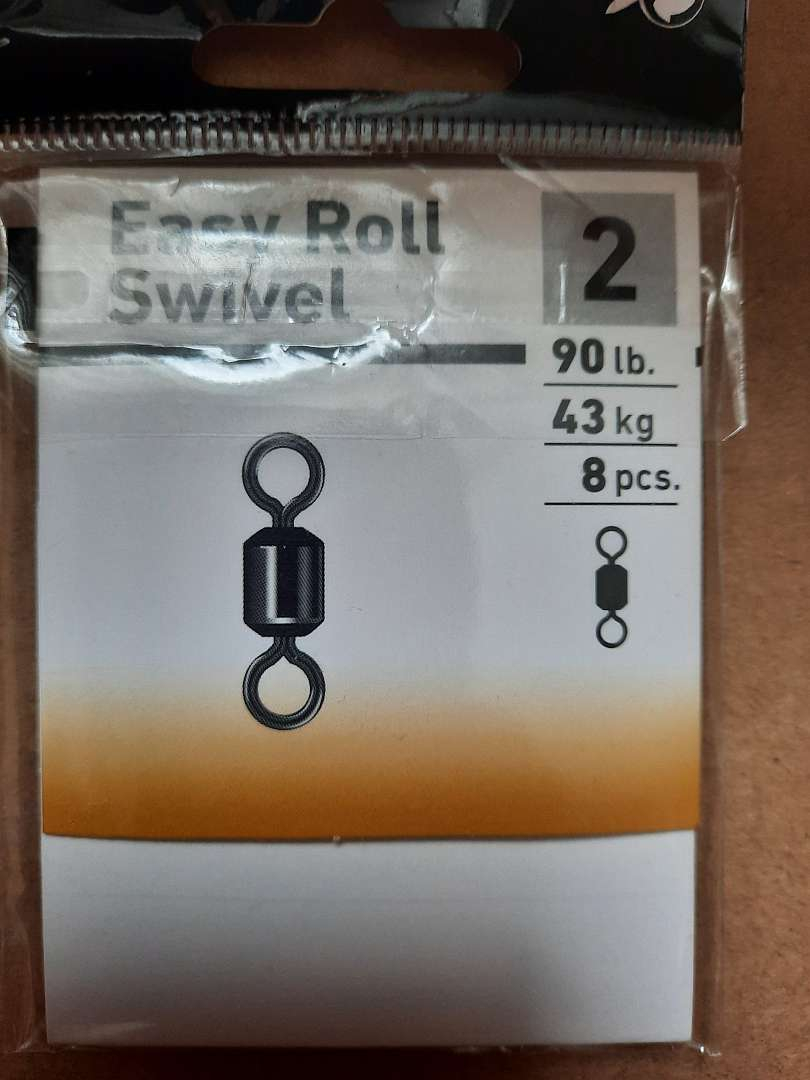 Easy Roll
Swivel
2
90 lb.
43 kg
8 pcs.